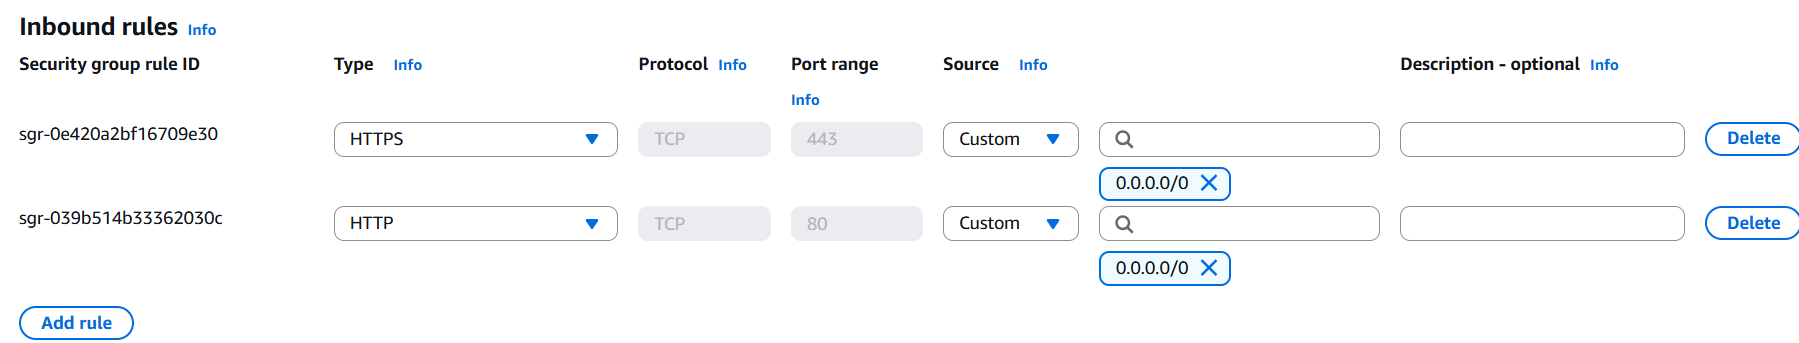 Inbound rules Info
Security group rule ID Type Info Protocol Info Port range Info Source Info Description - optional Info
sgr-0e420a2bf16709e30 HTTPS TCP 443 Custom Delete
0.0.0.0/0
sgr-039b514b33362030c HTTP TCP 80 Custom Delete
0.0.0.0/0
Add rule